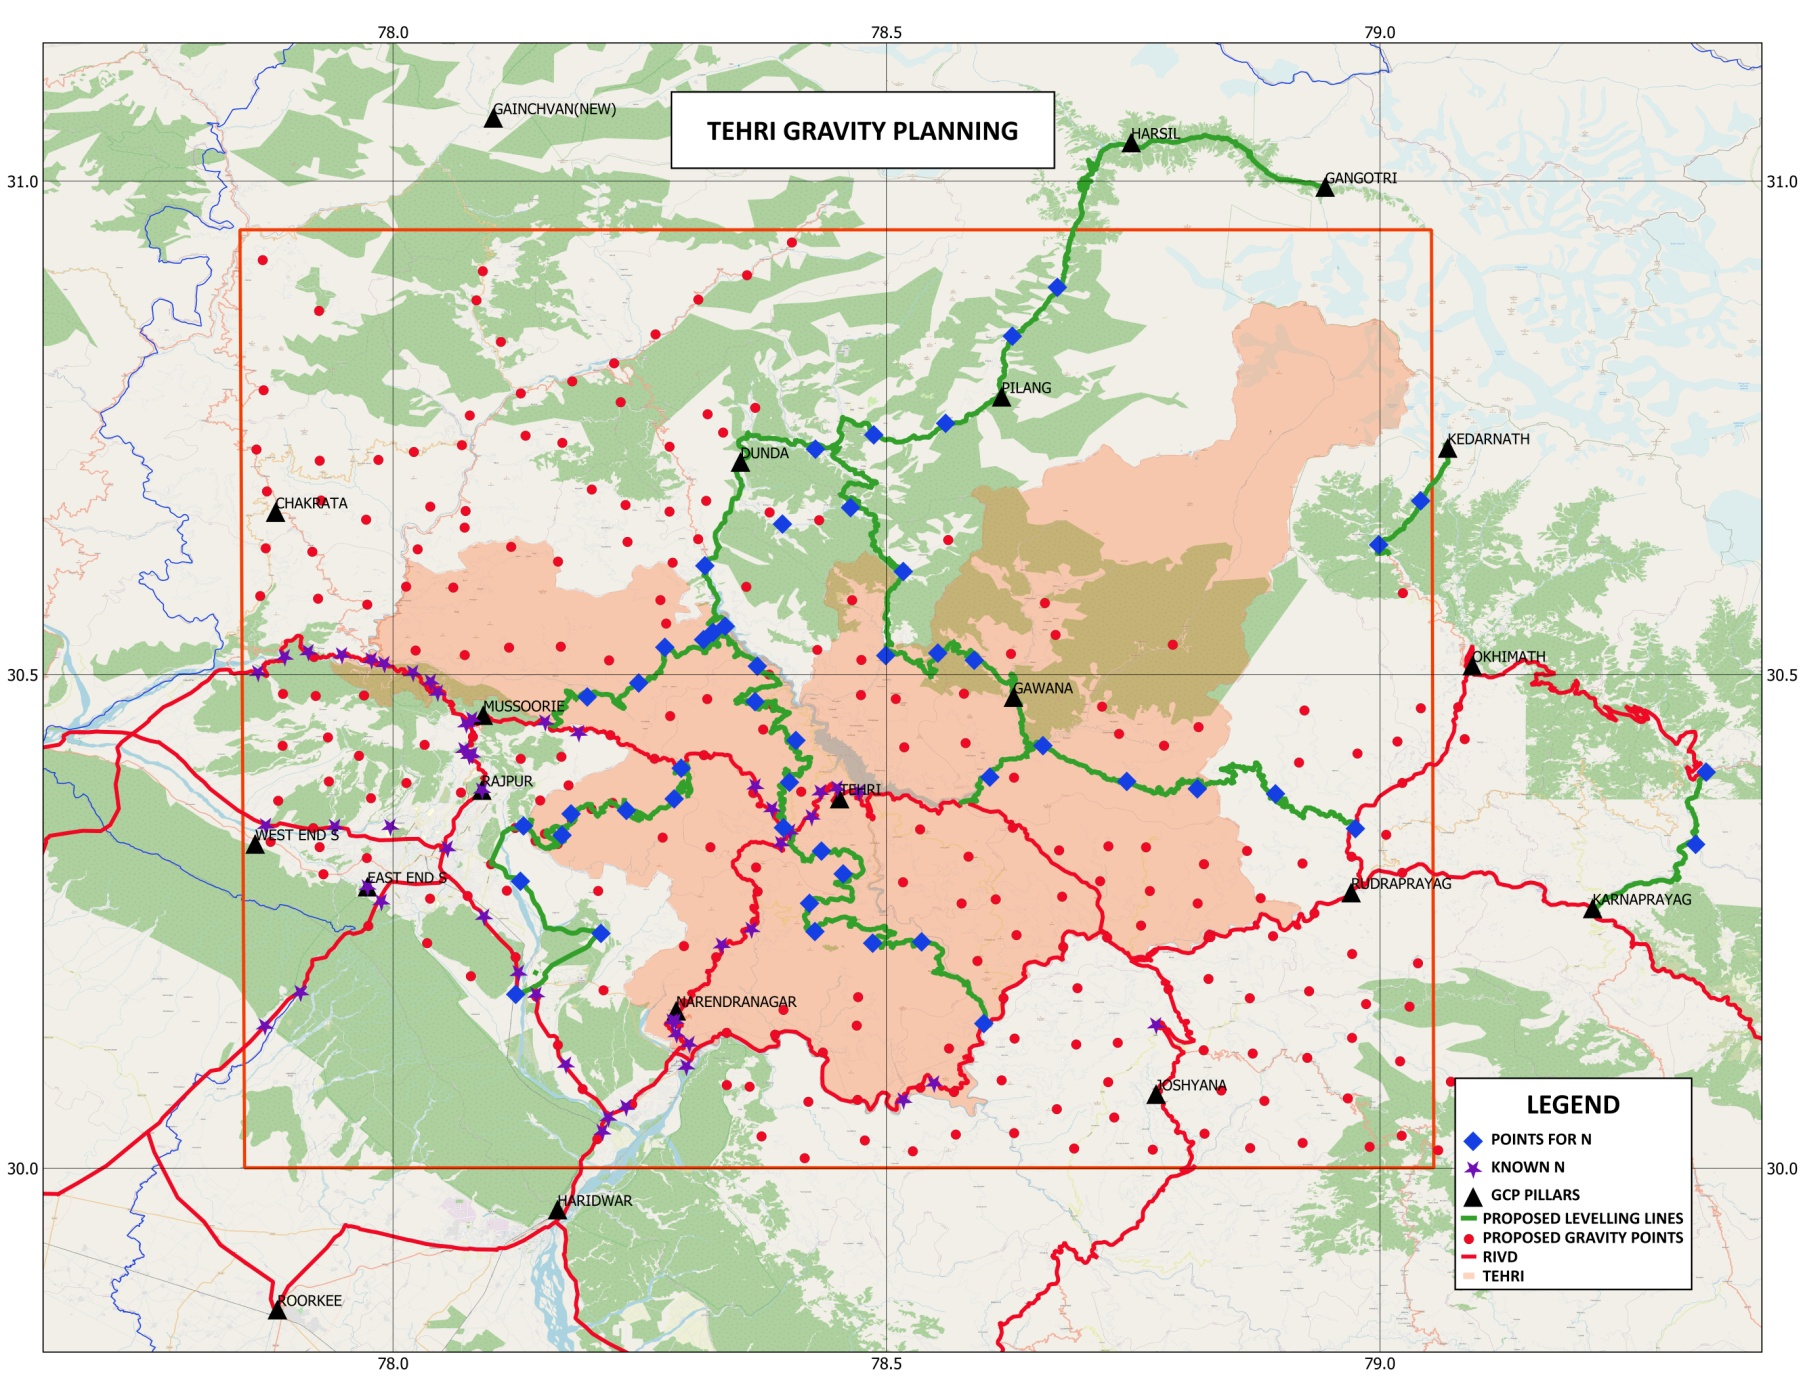 78.0 78.5 79.0
GAINCHVAN(NEW)
TEHRI GRAVITY PLANNING
HARSIL
31.0 31.0
GANGOTRI
PILANG
KEDARNATH
DUNDA
CHAKRATA
OKHIMATH
30.5 30.5
GAWANA
MUSSOORIE
RAJPUR
TEHRI
WEST END S
EAST END S
RUDRAPRAYAG
KARNAPRAYAG
NARENDRANAGAR
JOSHYANA
LEGEND
POINTS FOR N
KNOWN N
GCP PILLARS
PROPOSED LEVELLING LINES
PROPOSED GRAVITY POINTS
RIVD
TEHRI
30.0 30.0
HARIDWAR
ROORKEE
78.0 78.5 79.0